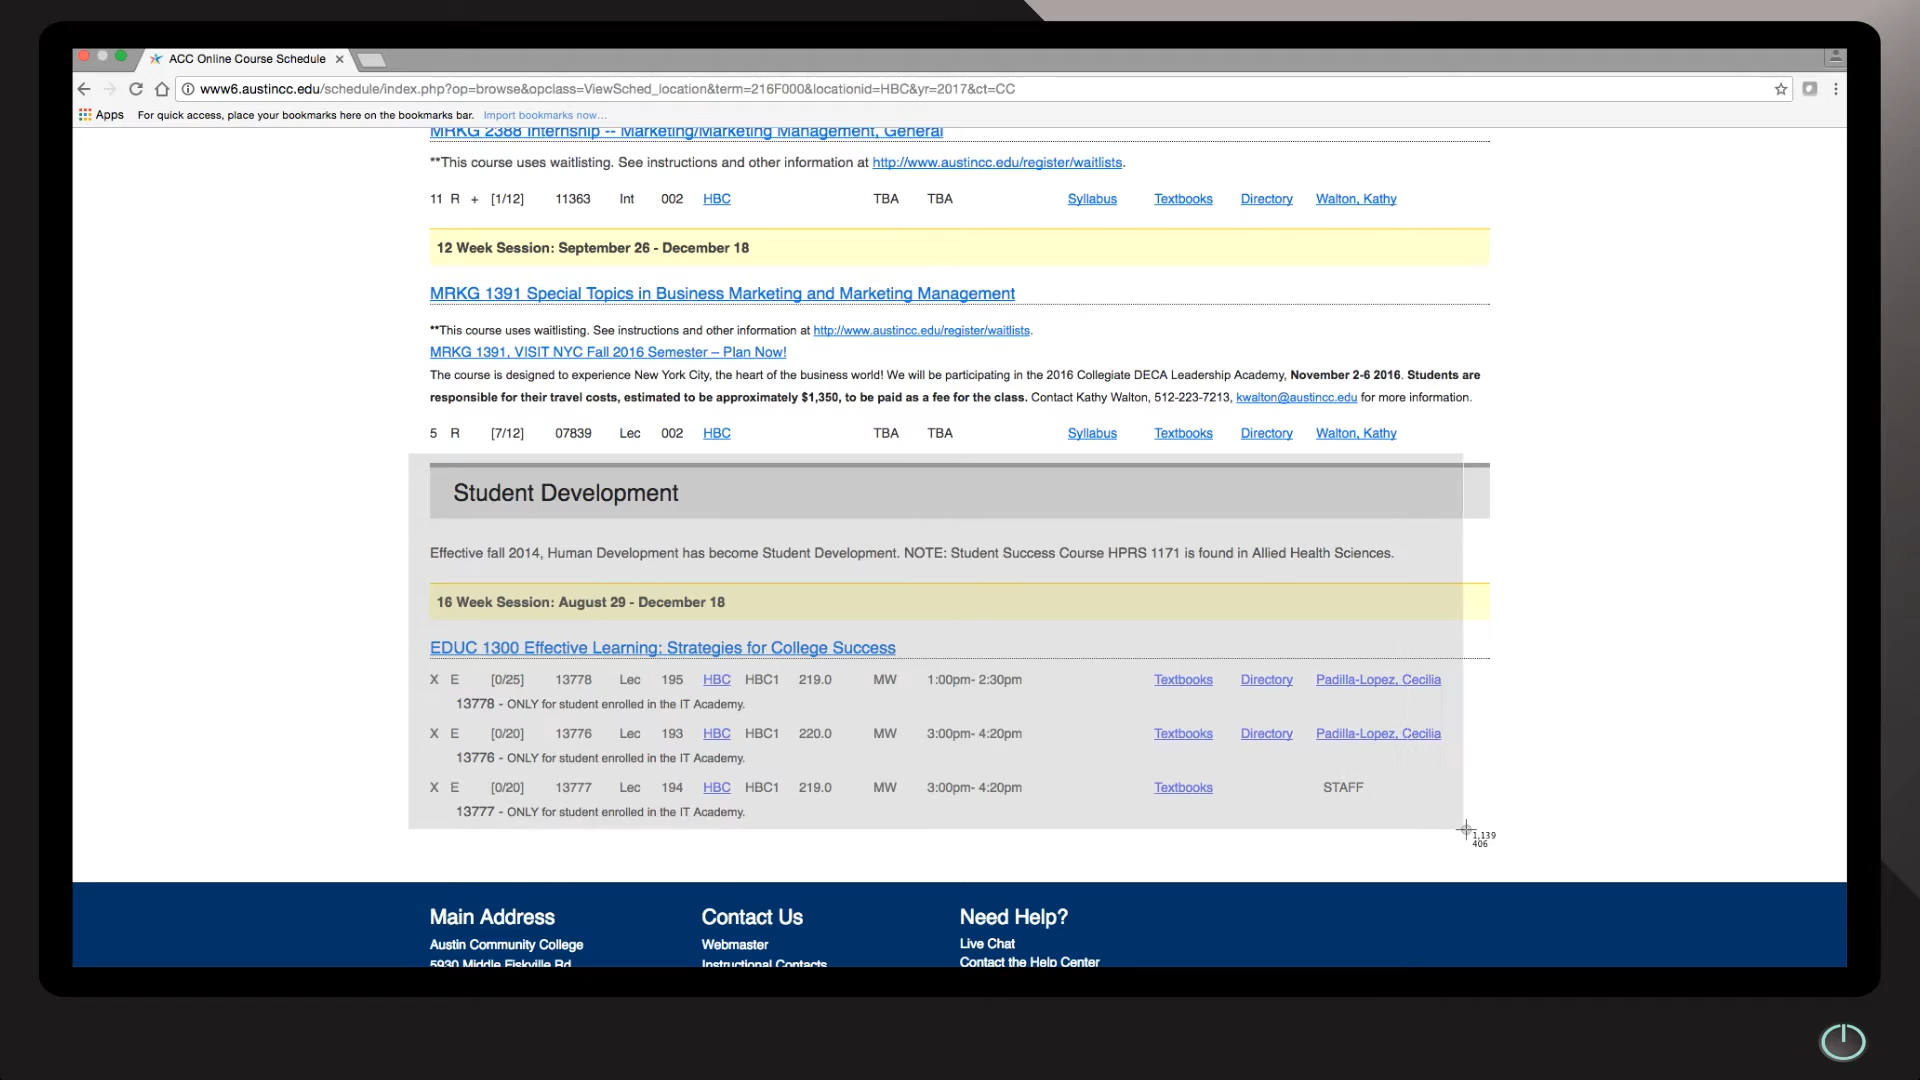 ACC Online Course Schedule
www6.austincc.edu/schedule/index.php?op=browse&opclass=ViewSched_location&term=216F000&locationid=HBC&yr=2017&ct=CC
Apps For quick access, place your bookmarks here on the bookmarks bar. Import bookmarks now...
MRKG 2388 Internship -- Marketing/Marketing Management, General
**This course uses waitlisting. See instructions and other information at http://www.austincc.edu/register/waitlists.
11 R + [1/12] 11363 Int 002 HBC TBA TBA Syllabus Textbooks Directory Walton, Kathy
12 Week Session: September 26 - December 18
MRKG 1391 Special Topics in Business Marketing and Marketing Management
**This course uses waitlisting. See instructions and other information at http://www.austincc.edu/register/waitlists.
MRKG 1391, VISIT NYC Fall 2016 Semester – Plan Now!
The course is designed to experience New York City, the heart of the business world! We will be participating in the 2016 Collegiate DECA Leadership Academy, November 2-6 2016. Students are
responsible for their travel costs, estimated to be approximately $1,350, to be paid as a fee for the class. Contact Kathy Walton, 512-223-7213, kwalton@austincc.edu for more information.
5 R [7/12] 07839 Lec 002 HBC TBA TBA Syllabus Textbooks Directory Walton, Kathy
Student Development
Effective fall 2014, Human Development has become Student Development. NOTE: Student Success Course HPRS 1171 is found in Allied Health Sciences.
16 Week Session: August 29 - December 18
EDUC 1300 Effective Learning: Strategies for College Success
X E [0/25] 13778 Lec 195 HBC HBC1 219.0 MW 1:00pm- 2:30pm Textbooks Directory Padilla-Lopez, Cecilia
13778 - ONLY for student enrolled in the IT Academy.
X E [0/20] 13776 Lec 193 HBC HBC1 220.0 MW 3:00pm- 4:20pm Textbooks Directory Padilla-Lopez, Cecilia
13776 - ONLY for student enrolled in the IT Academy.
X E [0/20] 13777 Lec 194 HBC HBC1 219.0 MW 3:00pm- 4:20pm Textbooks STAFF
13777 - ONLY for student enrolled in the IT Academy.
1,139
406
Main Address Contact Us Need Help?
Austin Community College Webmaster Live Chat
5930 Middle Fiskville Rd Instructional Contacts Contact the Help Center